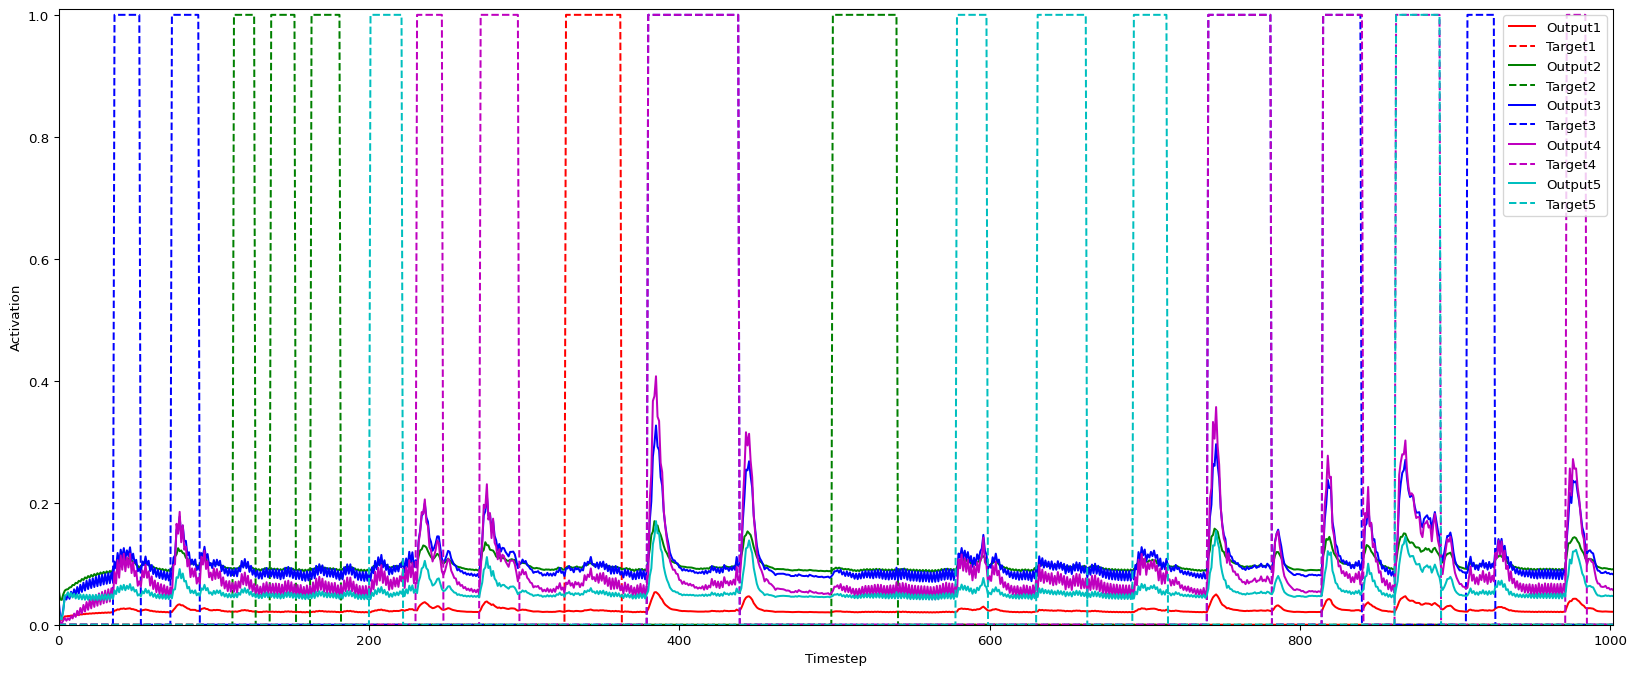 1.0
0.8
0.6
0.4
0.2
0.0
Activation
0
200
400
600
800
1000
Timestep
Output1
Target1
Output2
Target2
Output3
Target3
Output4
Target4
Output5
Target5